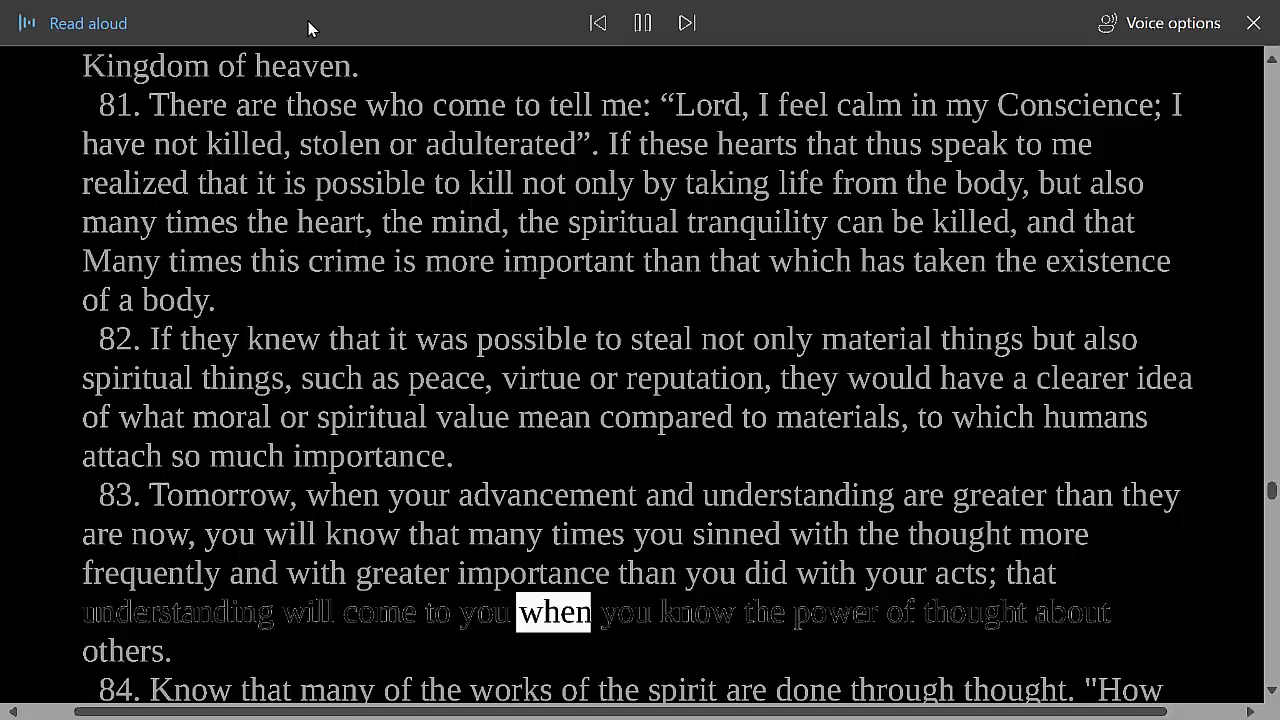 Read aloud
Voice options
Kingdom of heaven.
81. There are those who come to tell me: “Lord, I feel calm in my Conscience; I
have not killed, stolen or adulterated”. If these hearts that thus speak to me
realized that it is possible to kill not only by taking life from the body, but also
many times the heart, the mind, the spiritual tranquility can be killed, and that
Many times this crime is more important than that which has taken the existence
of a body.
82. If they knew that it was possible to steal not only material things but also
spiritual things, such as peace, virtue or reputation, they would have a clearer idea
of what moral or spiritual value mean compared to materials, to which humans
attach so much importance.
83. Tomorrow, when your advancement and understanding are greater than they
are now, you will know that many times you sinned with the thought more
frequently and with greater importance than you did with your acts; that
understanding will come to you when you know the power of thought about
others.
84. Know that many of the works of the spirit are done through thought. "How